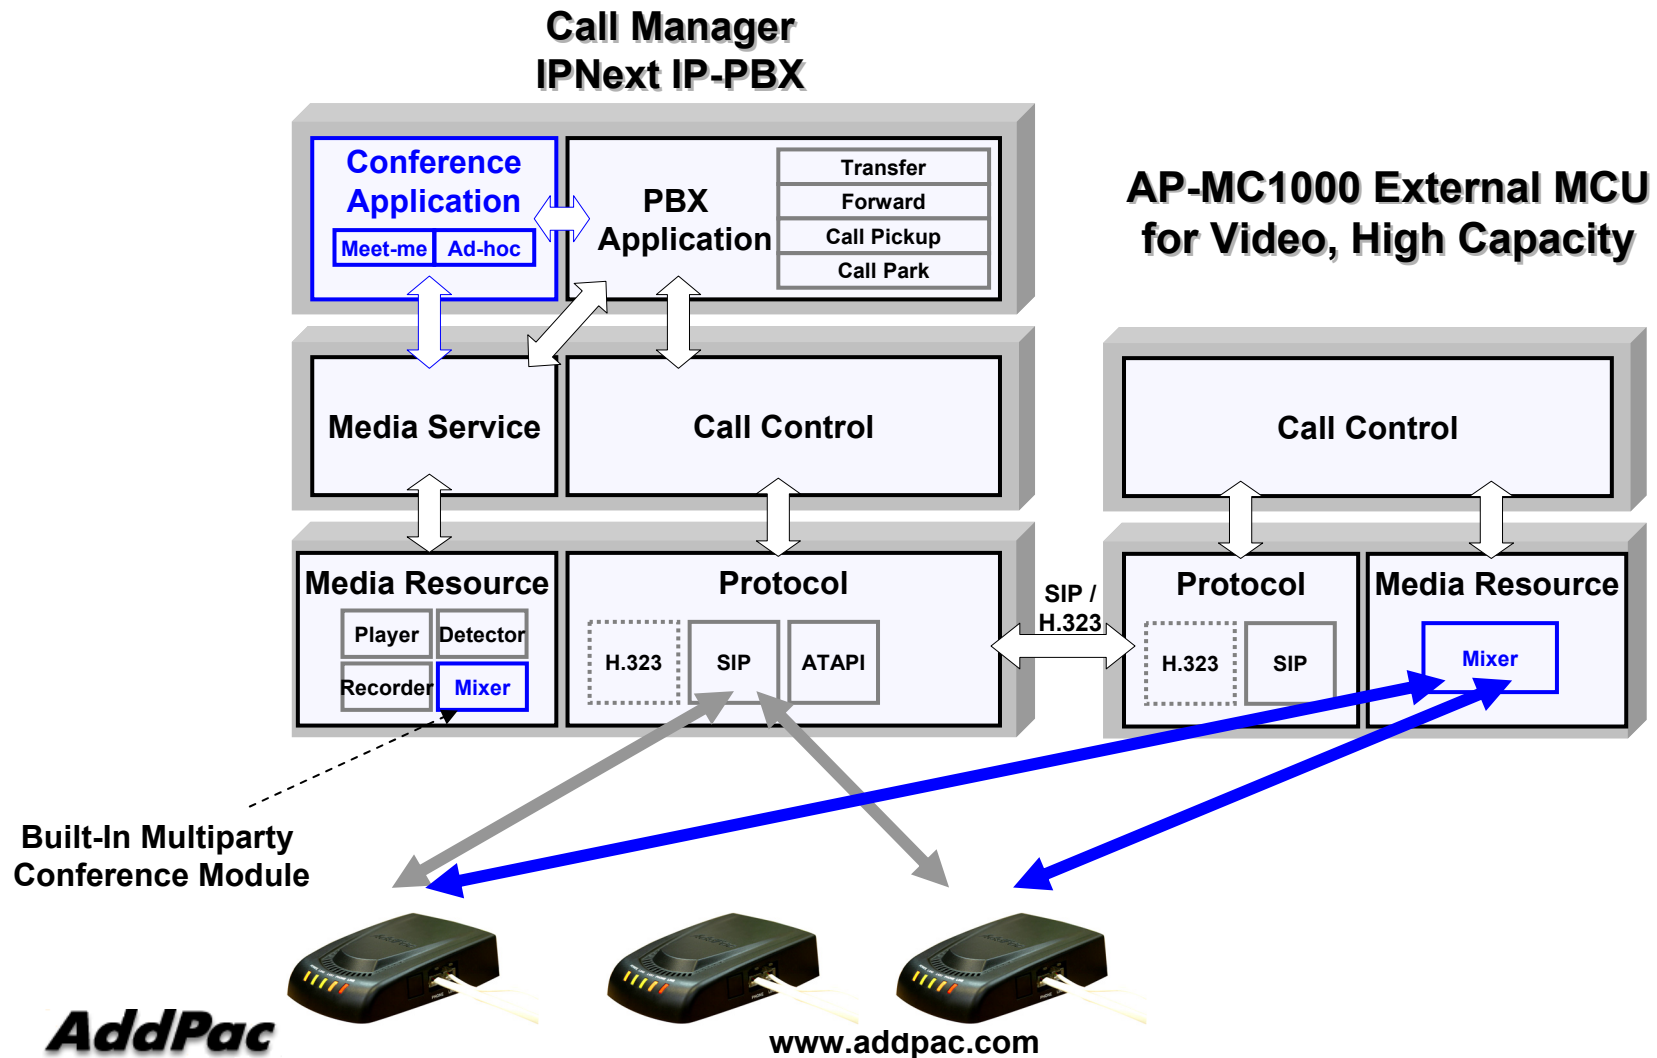 Call Manager
IPNext IP-PBX
Conference
Application
Meet-me
Ad-hoc
PBX
Application
Transfer
Forward
Call Pickup
Call Park
AP-MC1000 External MCU
for Video, High Capacity
Media Service
Call Control
Call Control
Media Resource
Player
Detector
Recorder
Mixer
Protocol
H.323
SIP
ATAPI
SIP /
H.323
Protocol
H.323
SIP
Media Resource
Mixer
Built-In Multiparty
Conference Module
AddPac
www.addpac.com